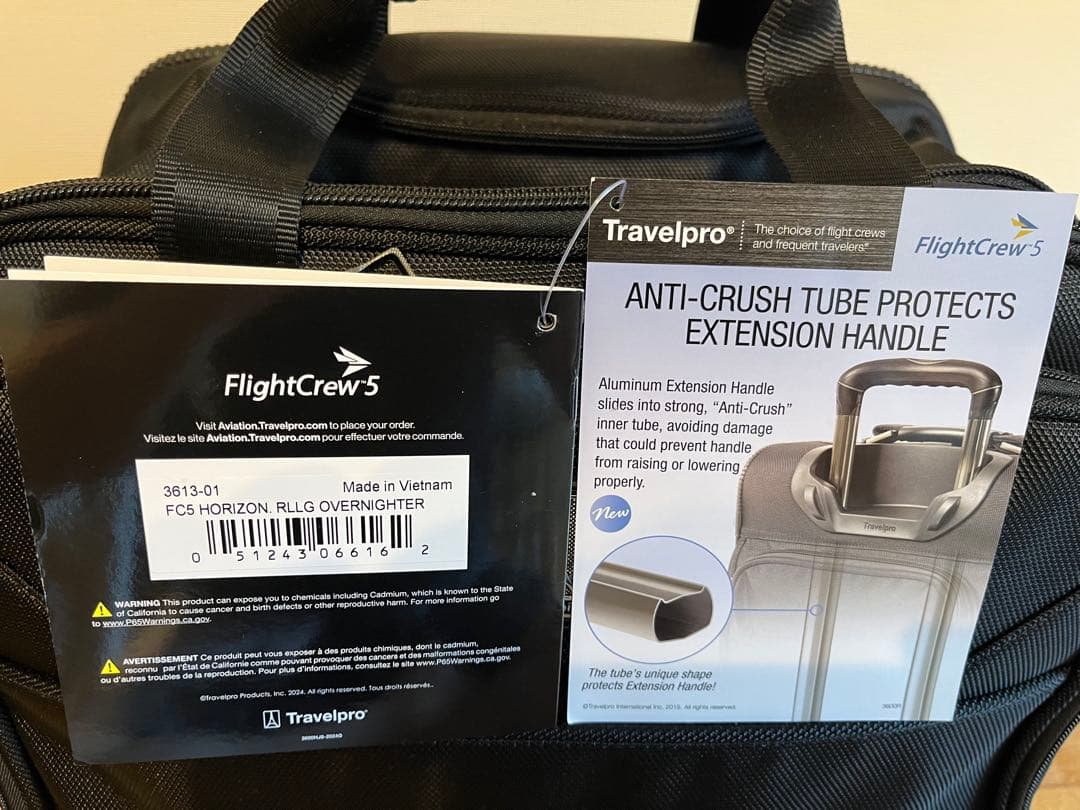 FlightCrew™5
Visit Aviation.Travelpro.com to place your order.
Visitez le site Aviation.Travelpro.com pour effectuer votre commande.
3613-01 Made in Vietnam
FC5 HORIZON. RLLG OVERNIGHTER
0 51243 06616 2
WARNING This product can expose you to chemicals including Cadmium, which is known to the State
of California to cause cancer and birth defects or other reproductive harm. For more information go
to www.P65Warnings.ca.gov.
AVERTISSEMENT Ce produit peut vous exposer à des produits chimiques, dont le cadmium,
reconnu par l'État de Californie comme pouvant provoquer des cancers et des malformations congénitales
ou d'autres troubles de la reproduction. Pour plus d'informations, consultez le site www.P65Warnings.ca.gov.
©Travelpro Products, Inc. 2024. All rights reserved. Tous droits réservés..
Travelpro®
Travelpro®
The choice of flight crews
and frequent travelers®
FlightCrew™5
ANTI-CRUSH TUBE PROTECTS
EXTENSION HANDLE
Aluminum Extension Handle
slides into strong, “Anti-Crush”
inner tube, avoiding damage
that could prevent handle
from raising or lowering
properly.
New
Travelpro
The tube's unique shape
protects Extension Handle!
©Travelpro International Inc. 2019. All rights reserved.